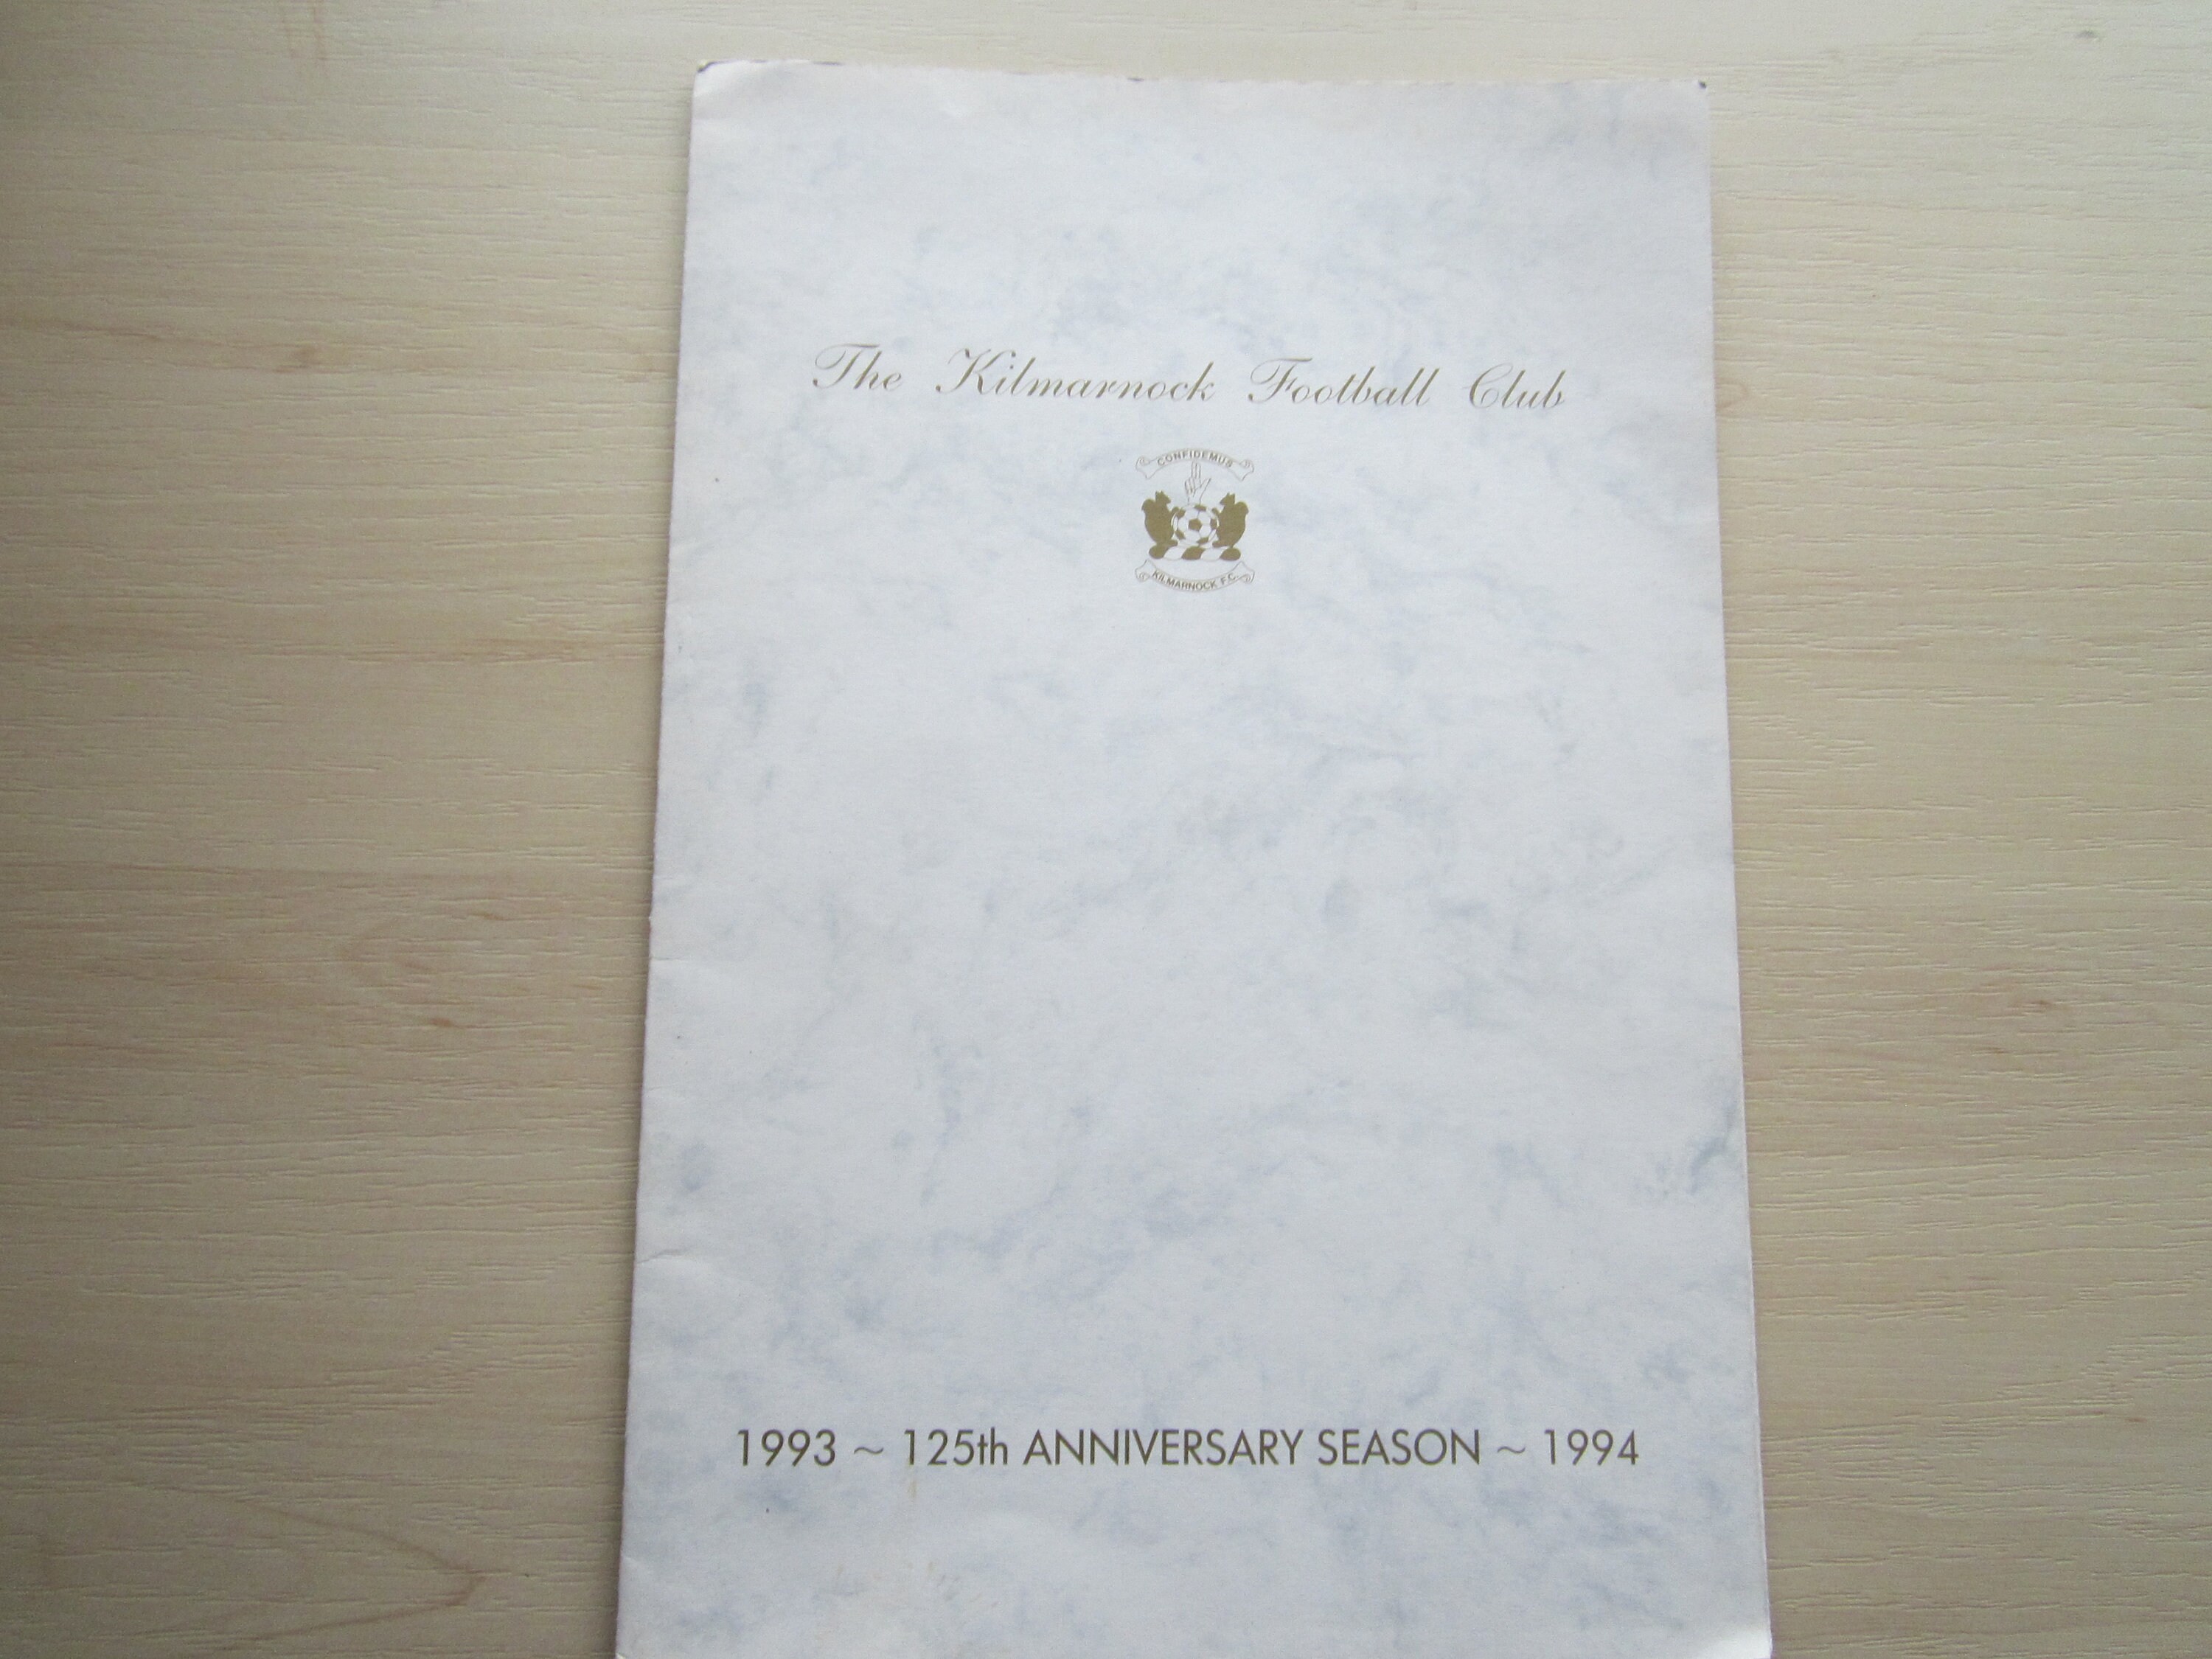 The Kilmarnock Football Club
CONFIDEMUS
KILMARNOCK F.C.
1993 ~ 125th ANNIVERSARY SEASON ~ 1994